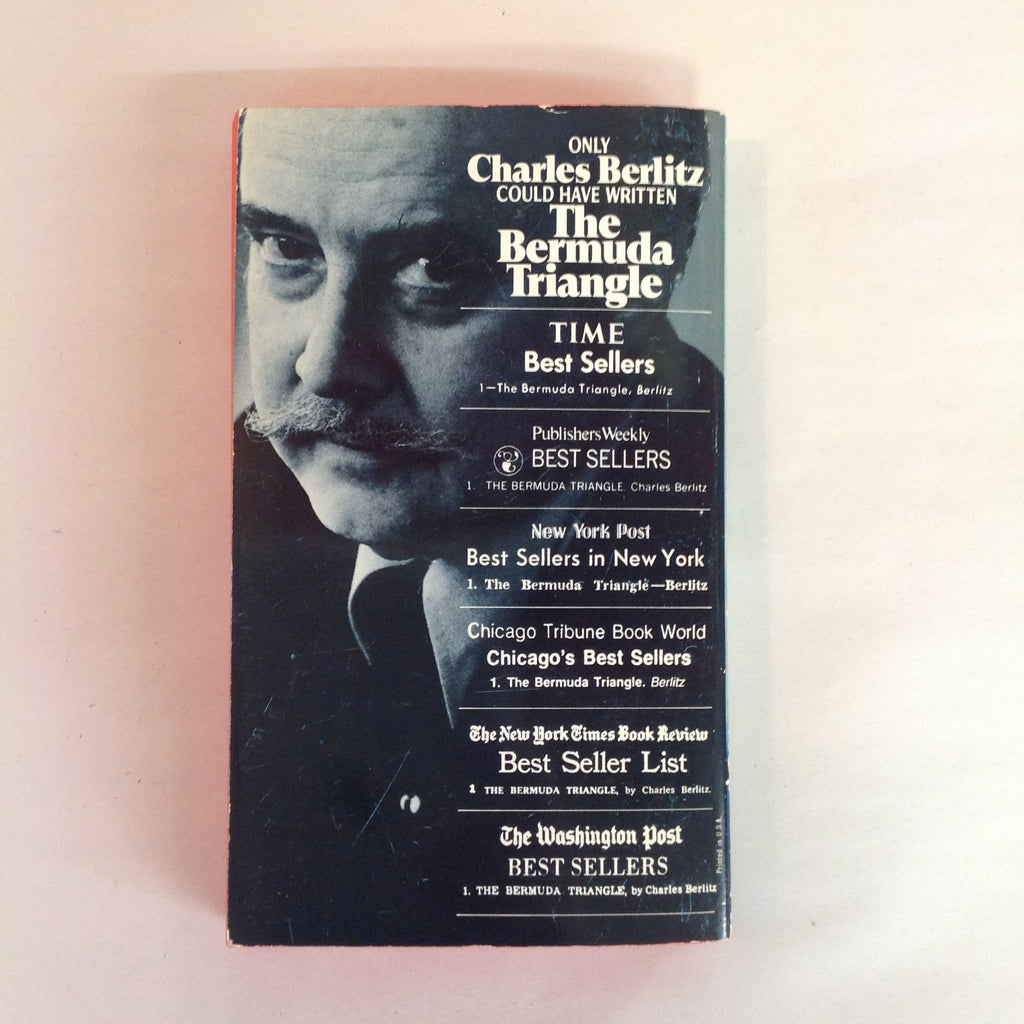 ONLY
Charles Berlitz
COULD HAVE WRITTEN
The
Bermuda
Triangle
TIME
Best Sellers
1—The Bermuda Triangle, Berlitz
Publishers Weekly
BEST SELLERS
1. THE BERMUDA TRIANGLE. Charles Berlitz
New York Post
Best Sellers in New York
1. The Bermuda Triangle—Berlitz
Chicago Tribune Book World
Chicago's Best Sellers
1. The Bermuda Triangle. Berlitz
The New York Times Book Review
Best Seller List
1 THE BERMUDA TRIANGLE, by Charles Berlitz.
The Washington Post
BEST SELLERS
1. THE BERMUDA TRIANGLE, by Charles Berlitz
Printed in U.S.A.